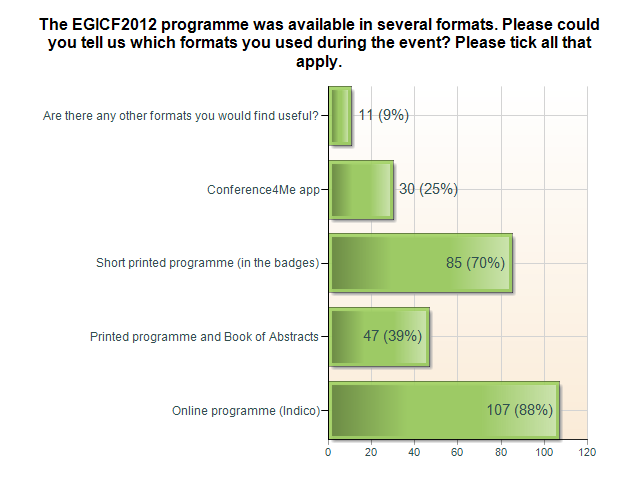 The EGICF2012 programme was available in several formats. Please could
you tell us which formats you used during the event? Please tick all that
apply.
Are there any other formats you would find useful?
11 (9%)
Conference4Me app
30 (25%)
Short printed programme (in the badges)
85 (70%)
Printed programme and Book of Abstracts
47 (39%)
Online programme (Indico)
107 (88%)
0 20 40 60 80 100 120